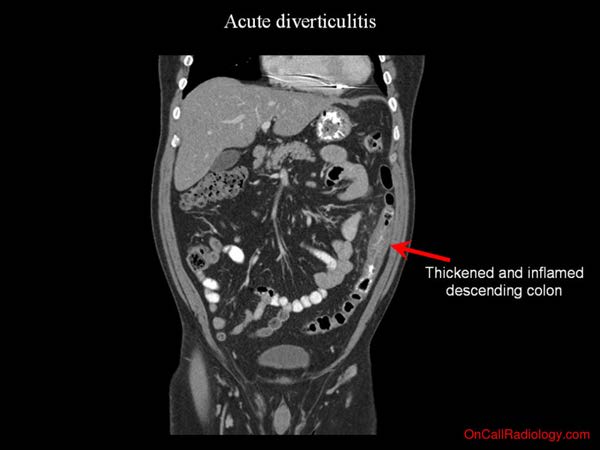 Acute diverticulitis
Thickened and inflamed
descending colon
OnCallRadiology.com